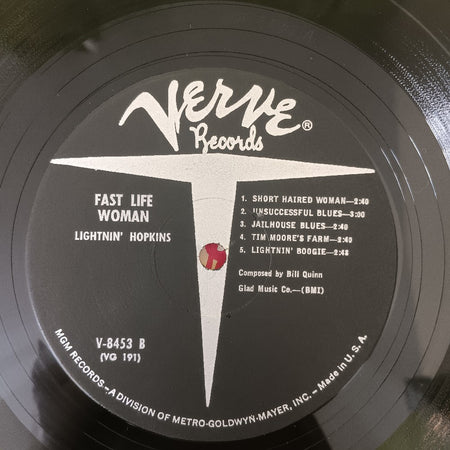 VERVE®
Records
FAST LIFE
WOMAN
LIGHTNIN' HOPKINS
1. SHORT HAIRED WOMAN—2:40
2. UNSUCCESSFUL BLUES—3:00
3. JAILHOUSE BLUES—2:40
4. TIM MOORE'S FARM—2:40
5. LIGHTNIN' BOOGIE—2:48
Composed by Bill Quinn
Glad Music Co.—(BMI)
V-8453 B
(VG 191)
MGM RECORDS—A DIVISION OF METRO-GOLDWYN-MAYER, INC.—Made in U. S. A.